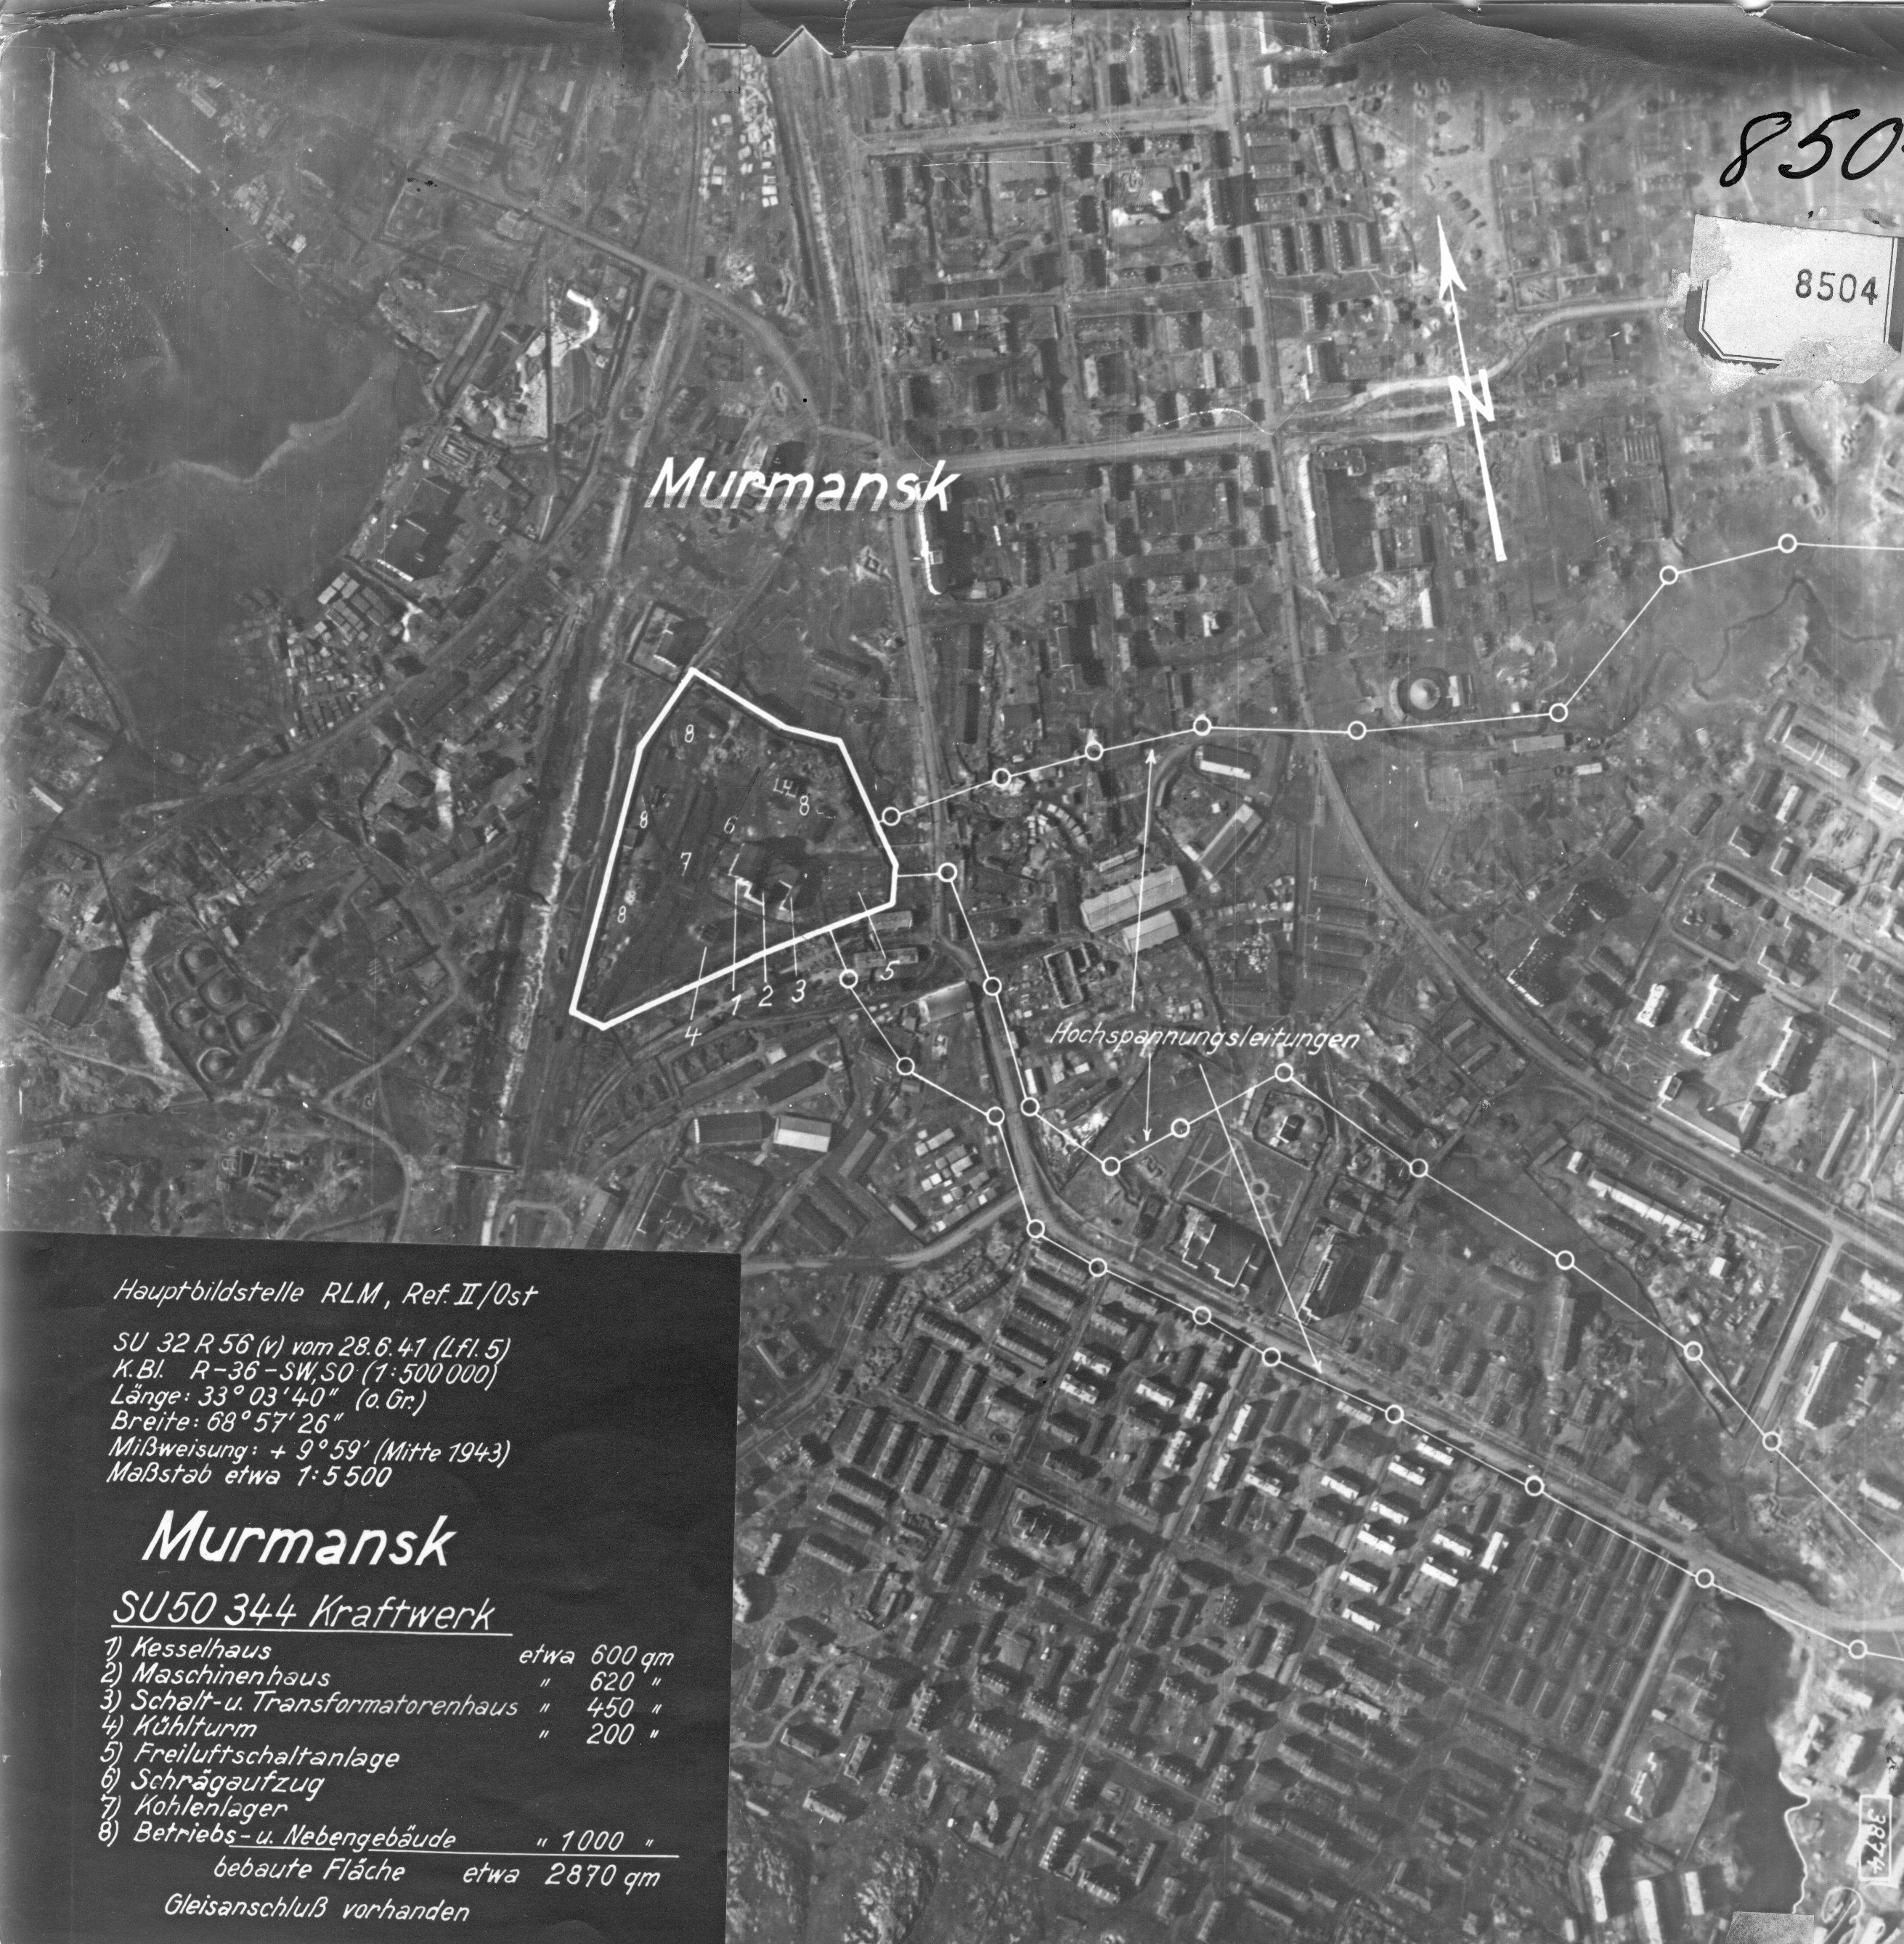 850
8504
N
Murmansk
8
8
14
6
8
7
8
5
1
2
3
4
Hochspannungsleitungen
Hauptbildstelle RLM, Ref. II/Ost
SU 32 R 56 (v) vom 28.6.41 (Lfl. 5)
K.Bl. R-36-SW,SO (1:500 000)
Länge: 33° 03' 40" (o. Gr.)
Breite: 68° 57' 26"
Mißweisung: + 9° 59' (Mitte 1943)
Maßstab etwa 1:5 500
Murmansk
SU 50 344 Kraftwerk
1) Kesselhaus etwa 600 qm
2) Maschinenhaus " 620 "
3) Schalt- u. Transformatorenhaus " 450 "
4) Kühlturm " 200 "
5) Freiluftschaltanlage
6) Schrägaufzug
7) Kohlenlager
8) Betriebs- u. Nebengebäude " 1000 "
bebaute Fläche etwa 2870 qm
Gleisanschluß vorhanden
3874